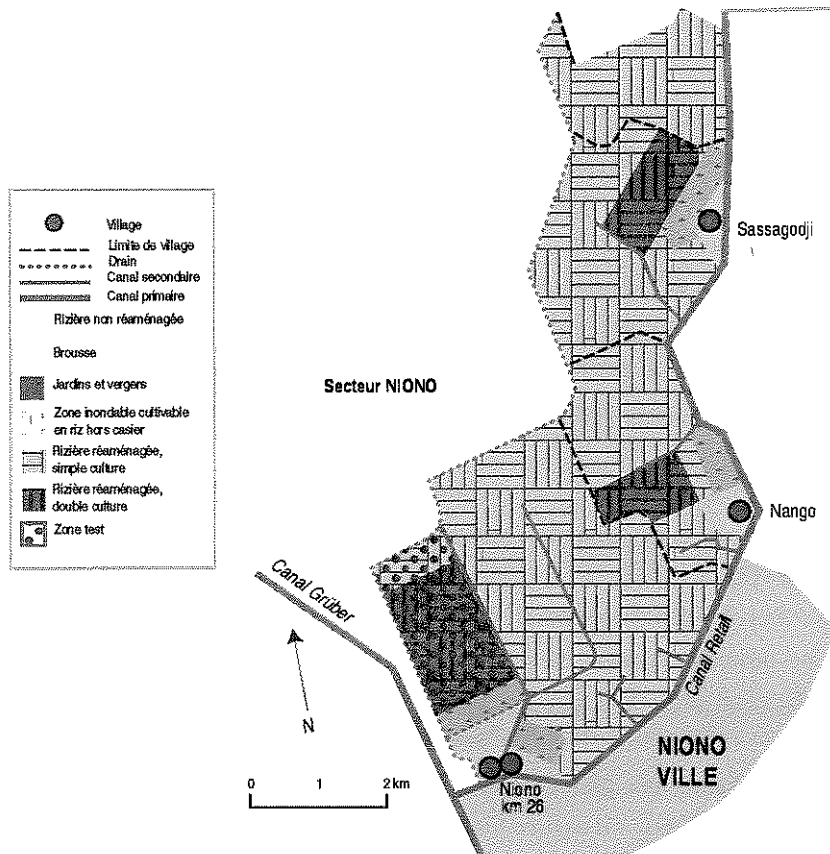 Village
Limite de village
Drain
Canal secondaire
Canal primaire
Rizière non réaménagée
Brousse
Jardins et vergers
Zone inondable cultivable
en riz hors casier
Rizière réaménagée,
simple culture
Rizière réaménagée,
double culture
Zone test
Sassagodji
Secteur NIONO
Nango
Canal Grüber
Canal Retail
N
NIONO
VILLE
Niono
km 26
0 1 2 km